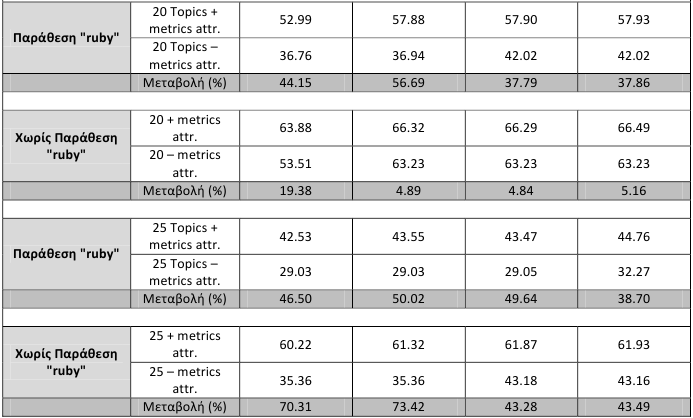 Παράθεση "ruby"
20 Topics +
metrics attr.
52.99 57.88 57.90 57.93
20 Topics –
metrics attr.
36.76 36.94 42.02 42.02
Μεταβολή (%) 44.15 56.69 37.79 37.86
Χωρίς Παράθεση
"ruby"
20 + metrics
attr.
63.88 66.32 66.29 66.49
20 – metrics
attr.
53.51 63.23 63.23 63.23
Μεταβολή (%) 19.38 4.89 4.84 5.16
Παράθεση "ruby"
25 Topics +
metrics attr.
42.53 43.55 43.47 44.76
25 Topics –
metrics attr.
29.03 29.03 29.05 32.27
Μεταβολή (%) 46.50 50.02 49.64 38.70
Χωρίς Παράθεση
"ruby"
25 + metrics
attr.
60.22 61.32 61.87 61.93
25 – metrics
attr.
35.36 35.36 43.18 43.16
Μεταβολή (%) 70.31 73.42 43.28 43.49